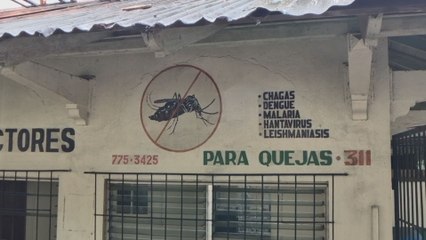 • CHAGAS
• DENGUE
• MALARIA
• HANTAVIRUS
• LEISHMANIASIS
CTORES
775-3425
PARA QUEJAS • 311